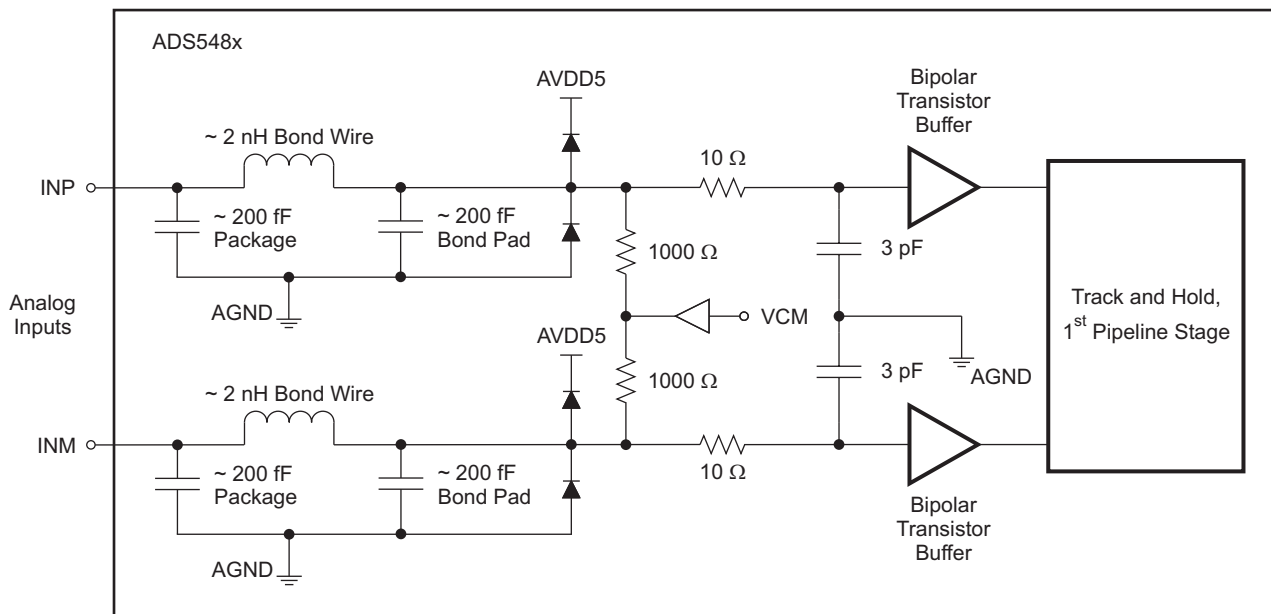 ADS548x
AVDD5
~ 2 nH Bond Wire
INP
~ 200 fF
Package
~ 200 fF
Bond Pad
AGND
1000 Ω
10 Ω
Bipolar
Transistor
Buffer
3 pF
VCM
Analog
Inputs
AVDD5
~ 2 nH Bond Wire
INM
~ 200 fF
Package
~ 200 fF
Bond Pad
AGND
1000 Ω
10 Ω
3 pF
AGND
Bipolar
Transistor
Buffer
Track and Hold,
1st Pipeline Stage